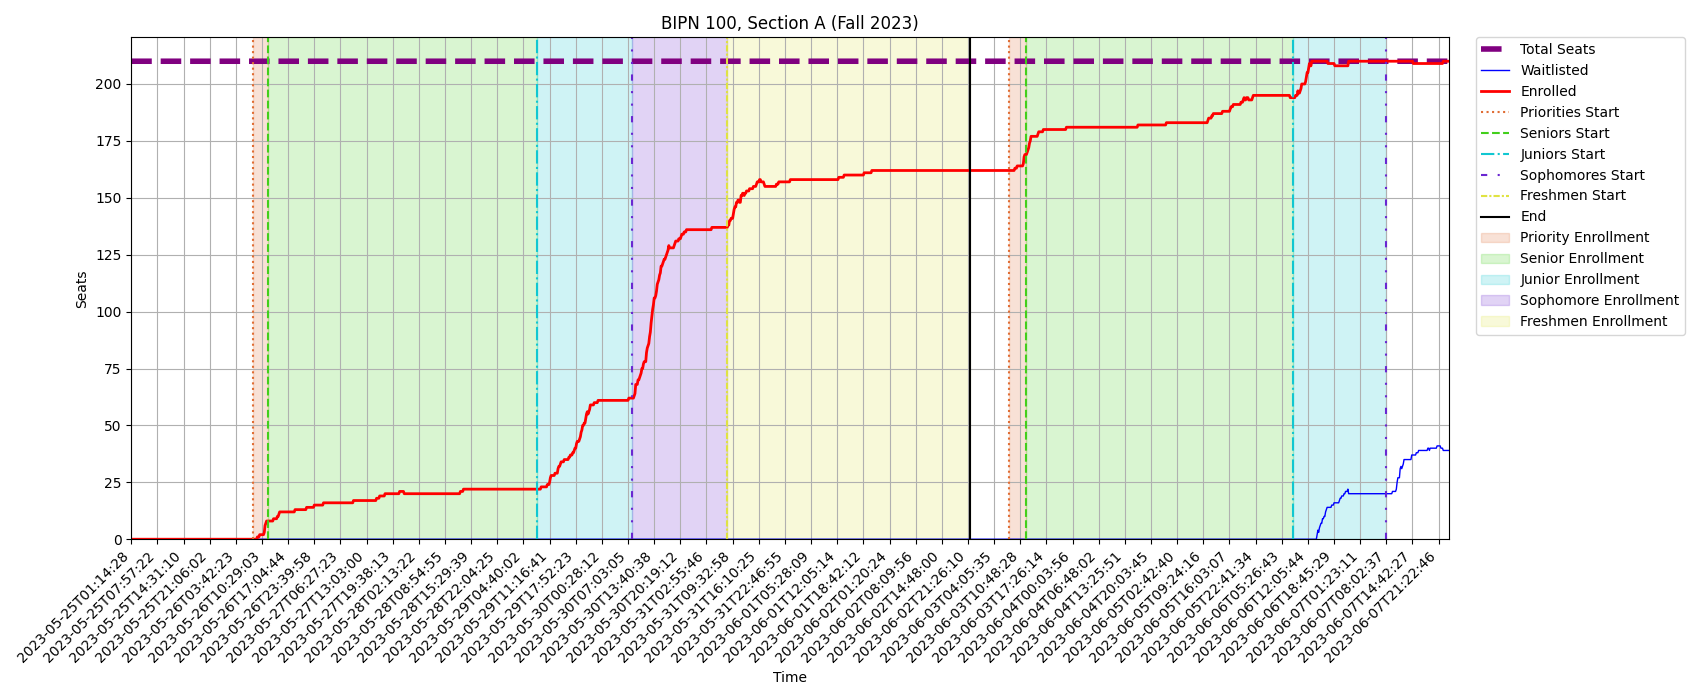 BIPN 100, Section A (Fall 2023)
Total Seats
Waitlisted
Enrolled
Priorities Start
Seniors Start
Juniors Start
Sophomores Start
Freshmen Start
End
Priority Enrollment
Senior Enrollment
Junior Enrollment
Sophomore Enrollment
Freshmen Enrollment
Seats
200
175
150
125
100
75
50
25
0
2023-05-25T01:14:28
2023-05-25T07:57:22
2023-05-25T14:31:10
2023-05-25T21:06:02
2023-05-26T03:42:23
2023-05-26T10:29:03
2023-05-26T17:04:44
2023-05-26T23:39:58
2023-05-27T06:27:23
2023-05-27T13:03:00
2023-05-27T19:38:13
2023-05-28T02:13:22
2023-05-28T08:54:55
2023-05-28T15:29:39
2023-05-28T22:04:25
2023-05-29T04:40:02
2023-05-29T11:16:41
2023-05-29T17:52:23
2023-05-30T00:28:12
2023-05-30T07:03:05
2023-05-30T13:40:38
2023-05-30T20:19:12
2023-05-31T02:55:46
2023-05-31T09:32:58
2023-05-31T16:10:25
2023-05-31T22:46:55
2023-06-01T05:28:09
2023-06-01T12:05:14
2023-06-01T18:42:12
2023-06-02T01:20:24
2023-06-02T08:09:56
2023-06-02T14:48:00
2023-06-02T21:26:10
2023-06-03T04:05:35
2023-06-03T10:48:28
2023-06-03T17:26:14
2023-06-04T00:03:56
2023-06-04T06:48:02
2023-06-04T13:25:51
2023-06-04T20:03:45
2023-06-05T02:42:40
2023-06-05T09:24:16
2023-06-05T16:03:07
2023-06-05T22:41:34
2023-06-06T05:26:43
2023-06-06T12:05:44
2023-06-06T18:45:29
2023-06-07T01:23:11
2023-06-07T08:02:37
2023-06-07T14:42:27
2023-06-07T21:22:46
Time